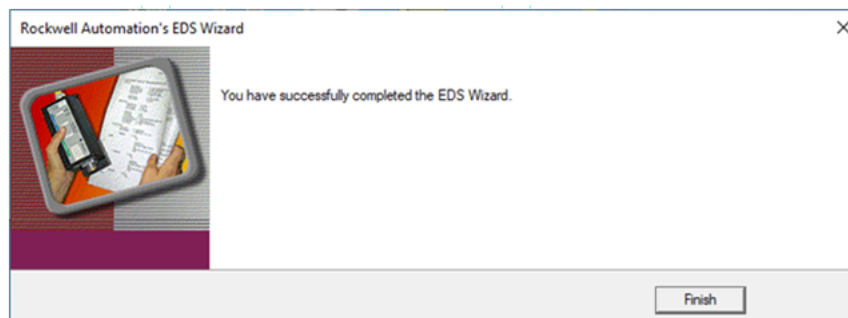 Rockwell Automation's EDS Wizard
You have successfully completed the EDS Wizard.
Finish